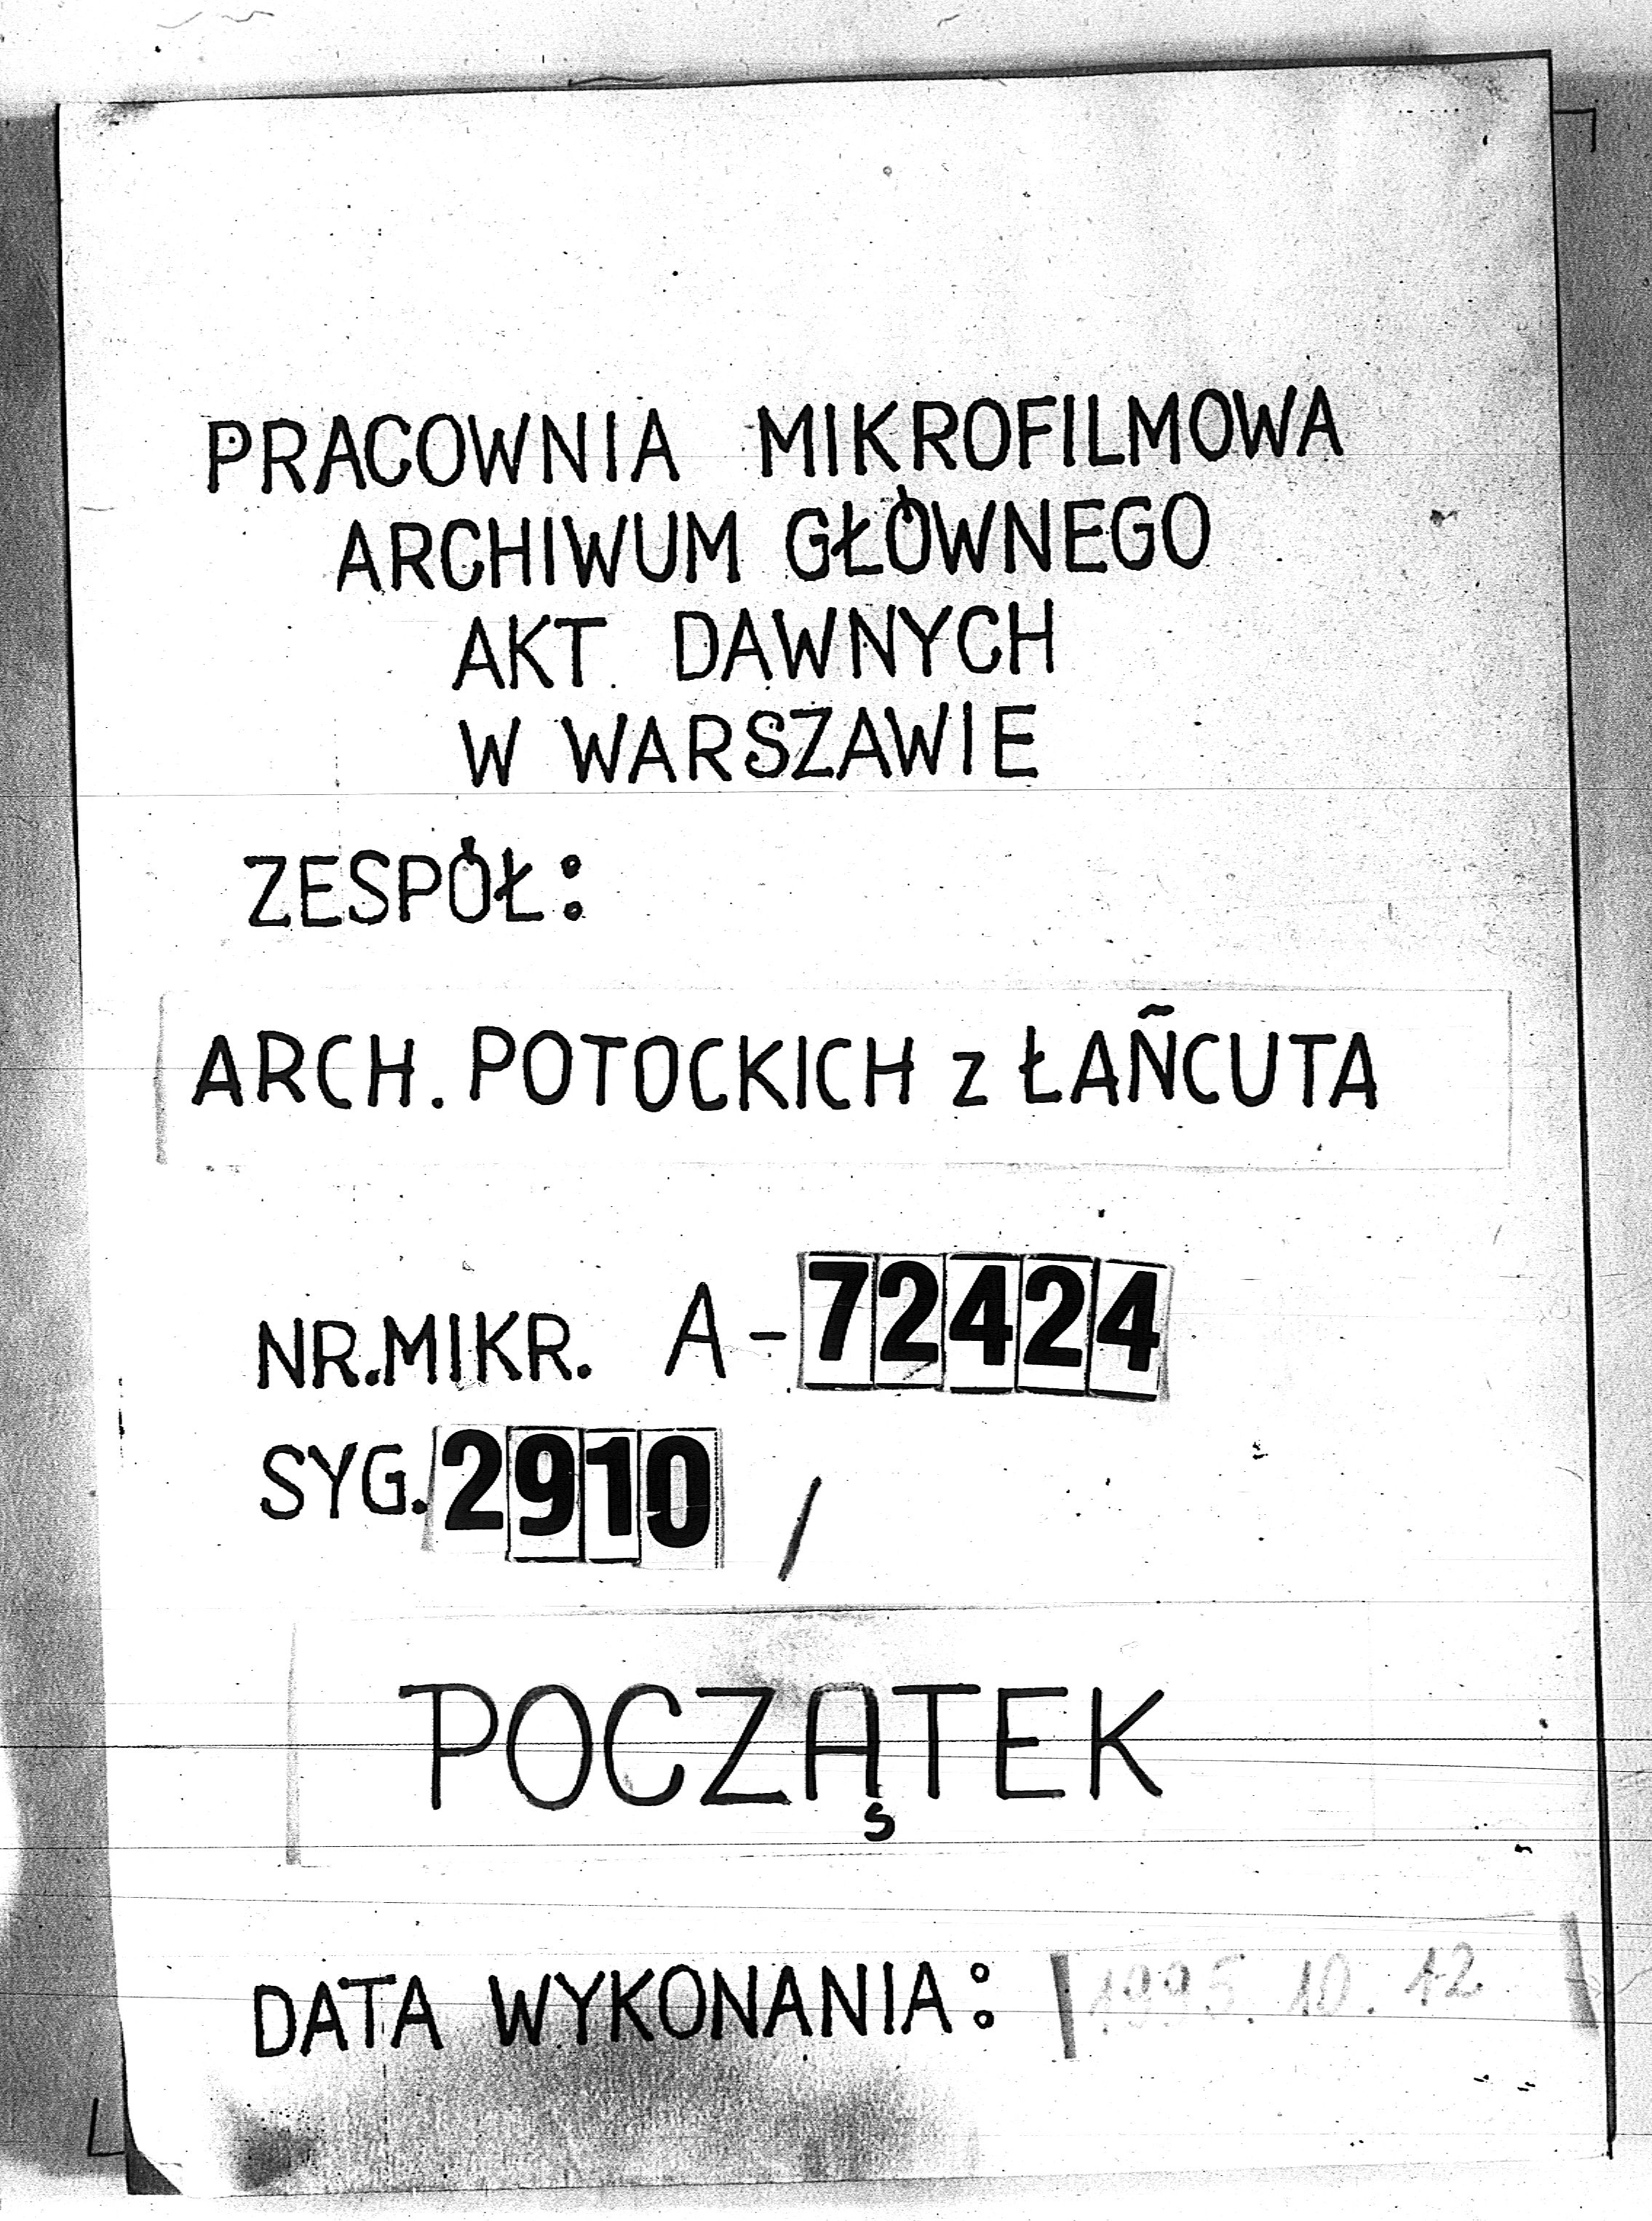 PRACOWNIA MIKROFILMOWA
ARCHIWUM GŁÓWNEGO
AKT DAWNYCH
W WARSZAWIE
ZESPÓŁ:
ARCH. POTOCKICH z ŁAŃCUTA
NR.MIKR. A-72424
SYG.2910 /
POCZĄTEK
DATA WYKONANIA: 1995.10.12